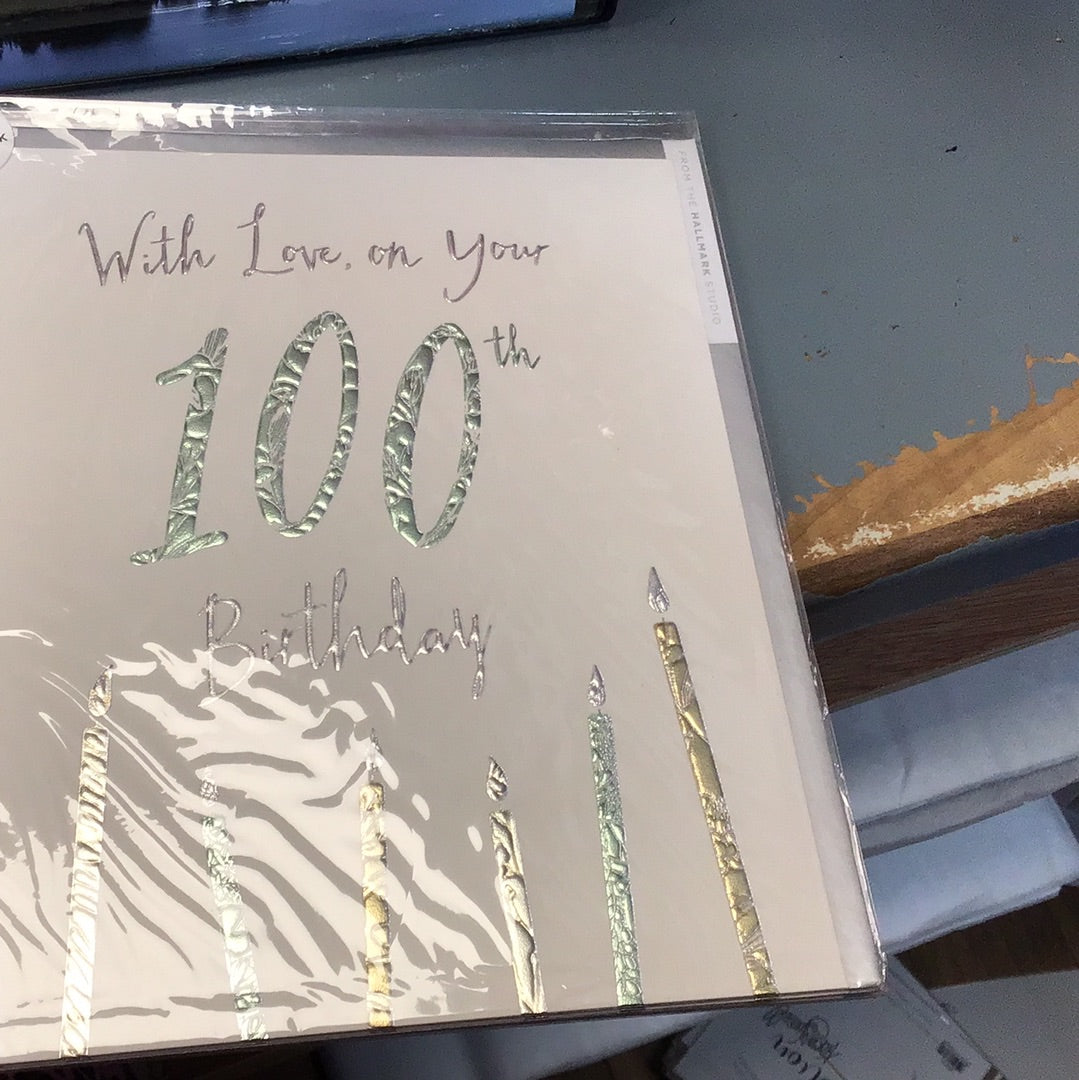 With Love, on Your
100th
Birthday
FROM THE HALLMARK STUDIO